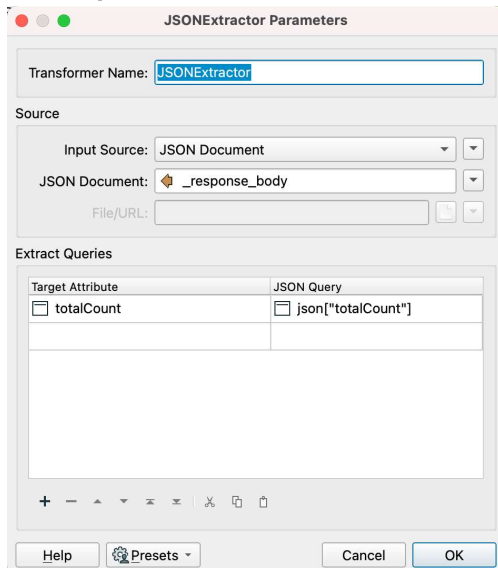 JSONExtractor Parameters
Transformer Name: JSONExtractor
Source
Input Source: JSON Document
JSON Document: _response_body
File/URL:
Extract Queries
Target Attribute JSON Query
totalCount json["totalCount"]
Help Presets Cancel OK